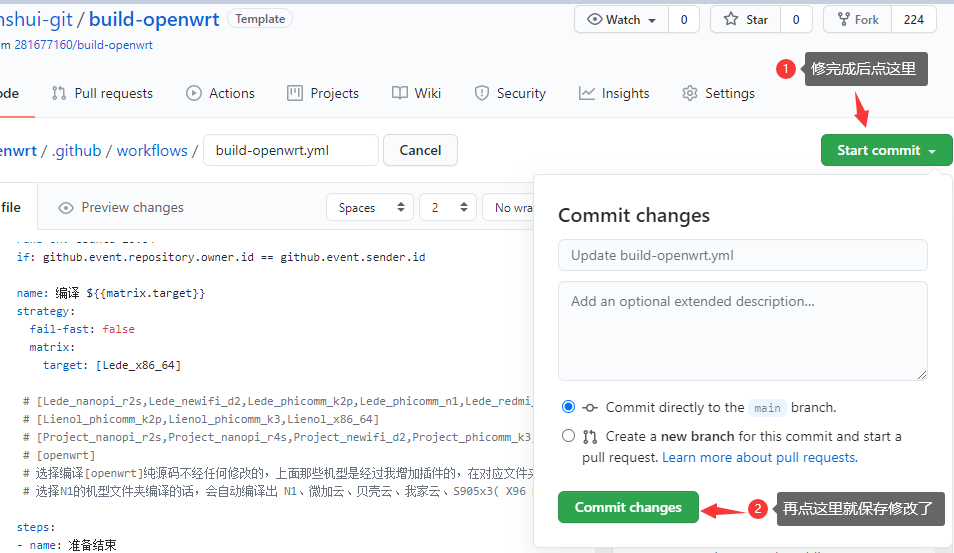 nshui-git / build-openwrt Template
Watch 0 Star 0 Fork 224
m 281677160/build-openwrt
1 修完成后点这里
ode Pull requests Actions Projects Wiki Security Insights Settings
enwrt / .github / workflows / build-openwrt.yml Cancel
Start commit
file Preview changes Spaces 2 No wra
if: github.event.repository.owner.id == github.event.sender.id
name: 编译 ${{matrix.target}}
strategy:
fail-fast: false
matrix:
target: [Lede_x86_64]
# [Lede_nanopi_r2s,Lede_newifi_d2,Lede_phicomm_k2p,Lede_phicomm_n1,Lede_redmi_
# [Lienol_phicomm_k2p,Lienol_phicomm_k3,Lienol_x86_64]
# [Project_nanopi_r2s,Project_nanopi_r4s,Project_newifi_d2,Project_phicomm_k3,
# [openwrt]
# 选择编译[openwrt]纯源码不经任何修改的，上面那些机型是经过我增加插件的，在对应文件夹
# 选择N1的机型文件夹编译的话，会自动编译出 N1、微加云、贝壳云、我家云、S905x3( X96
steps:
- name: 准备结束
Commit changes
Update build-openwrt.yml
Add an optional extended description...
Commit directly to the main branch.
Create a new branch for this commit and start a
pull request. Learn more about pull requests.
Commit changes
2 再点这里就保存修改了